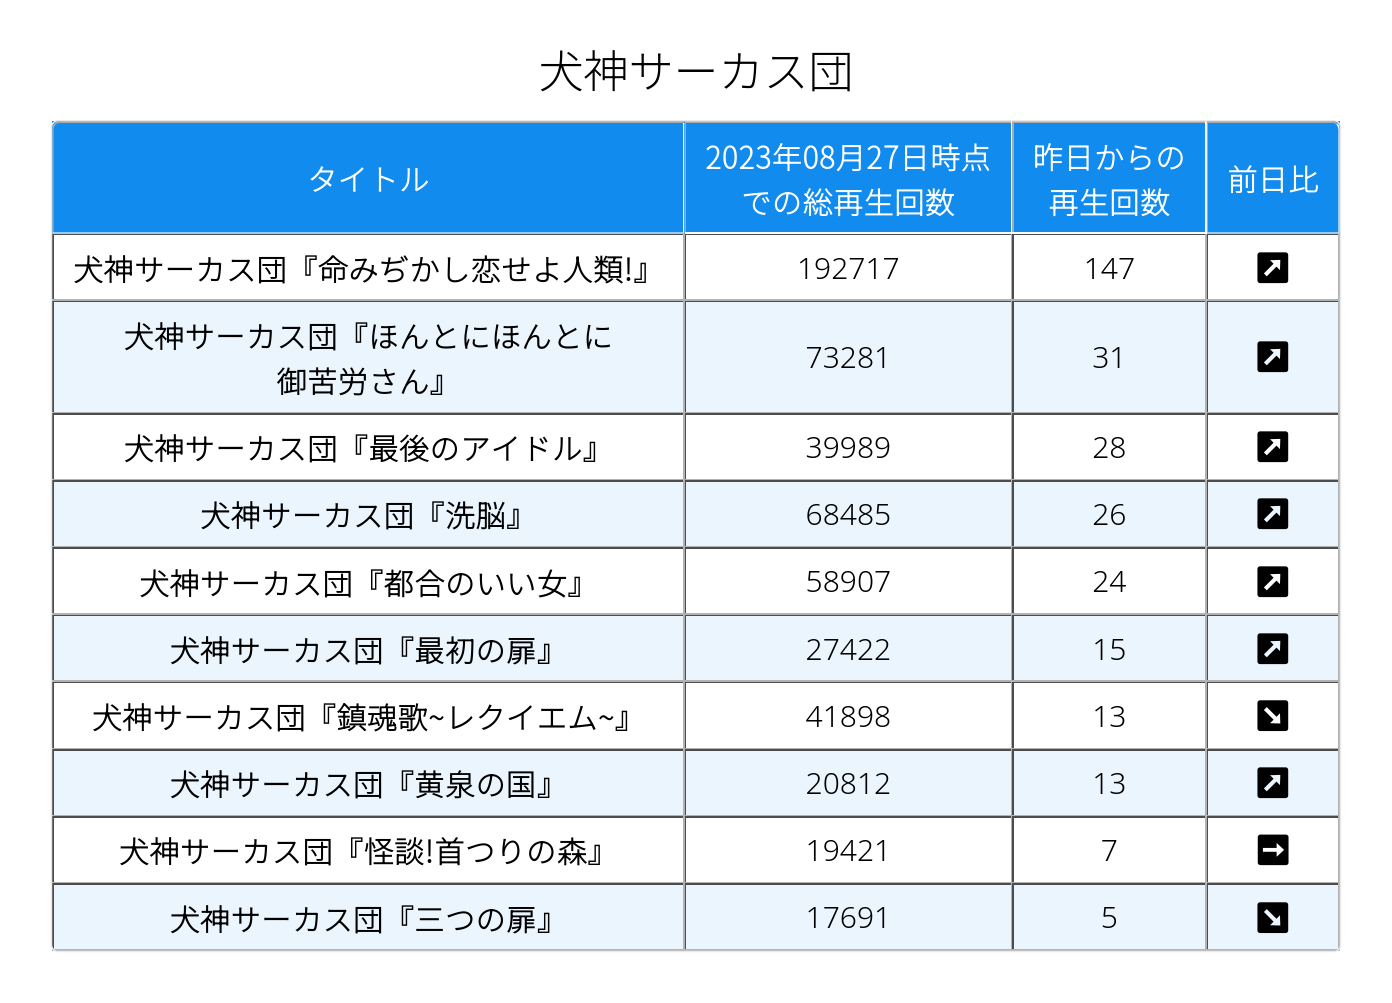 犬神サーカス団
タイトル
2023年08月27日時点
での総再生回数
昨日からの
再生回数
前日比
犬神サーカス団『命みぢかし恋せよ人類!』
192717
147
犬神サーカス団『ほんとにほんとに
御苦労さん』
73281
31
犬神サーカス団『最後のアイドル』
39989
28
犬神サーカス団『洗脳』
68485
26
犬神サーカス団『都合のいい女』
58907
24
犬神サーカス団『最初の扉』
27422
15
犬神サーカス団『鎮魂歌~レクイエム~』
41898
13
犬神サーカス団『黄泉の国』
20812
13
犬神サーカス団『怪談!首つりの森』
19421
7
犬神サーカス団『三つの扉』
17691
5